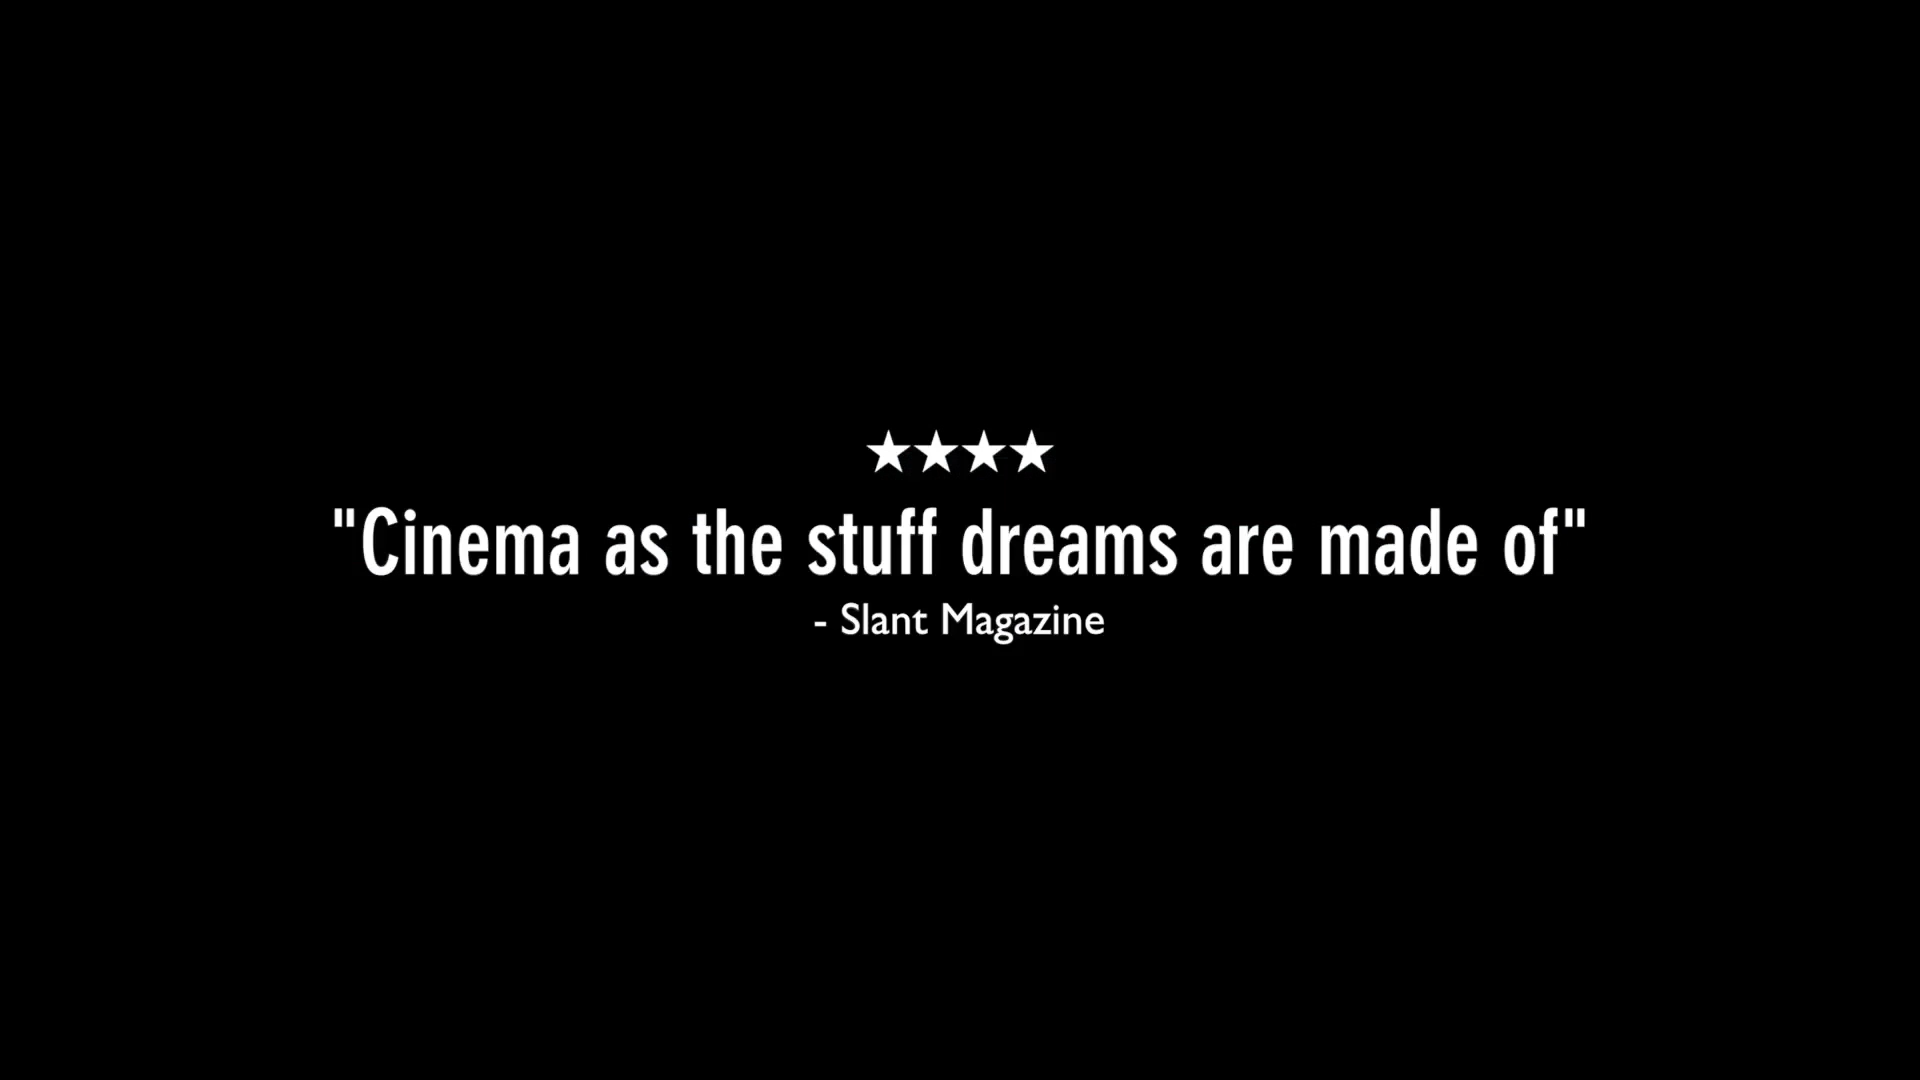 ★★★★
"Cinema as the stuff dreams are made of"
- Slant Magazine